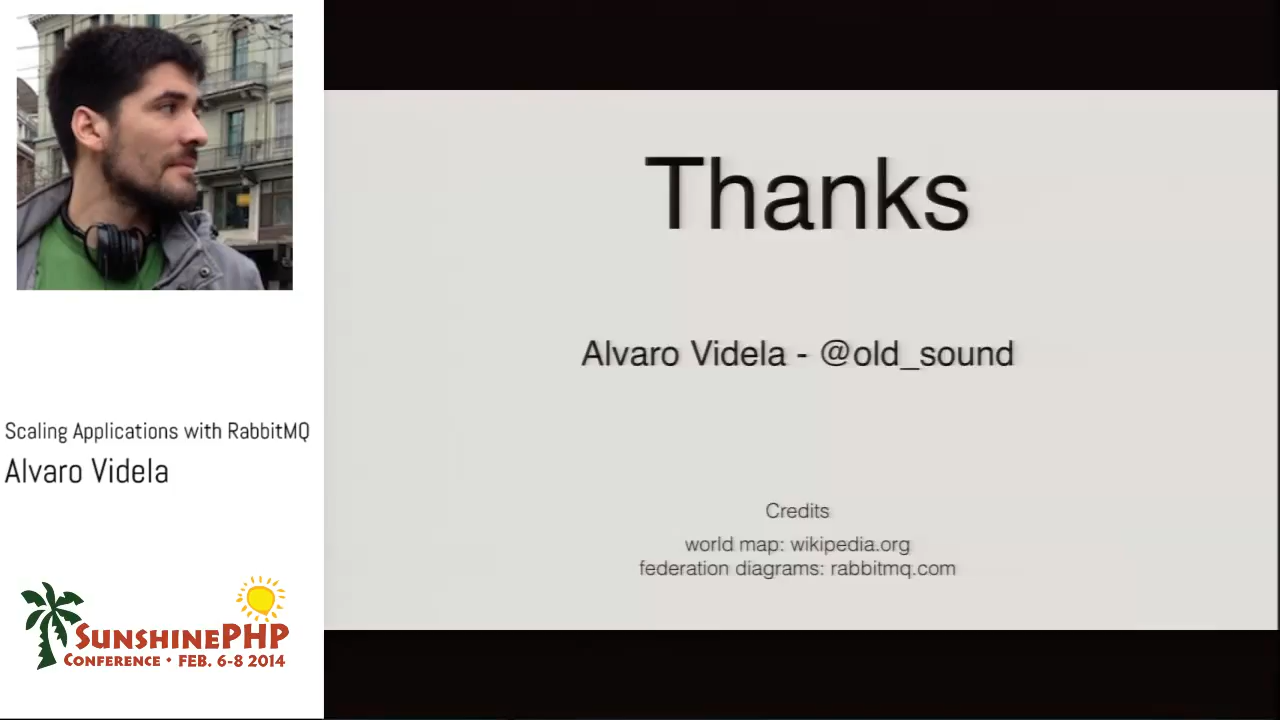 Scaling Applications with RabbitMQ
Alvaro Videla
SUNSHINEPHP
CONFERENCE • FEB. 6-8 2014
Thanks
Alvaro Videla - @old_sound
Credits
world map: wikipedia.org
federation diagrams: rabbitmq.com